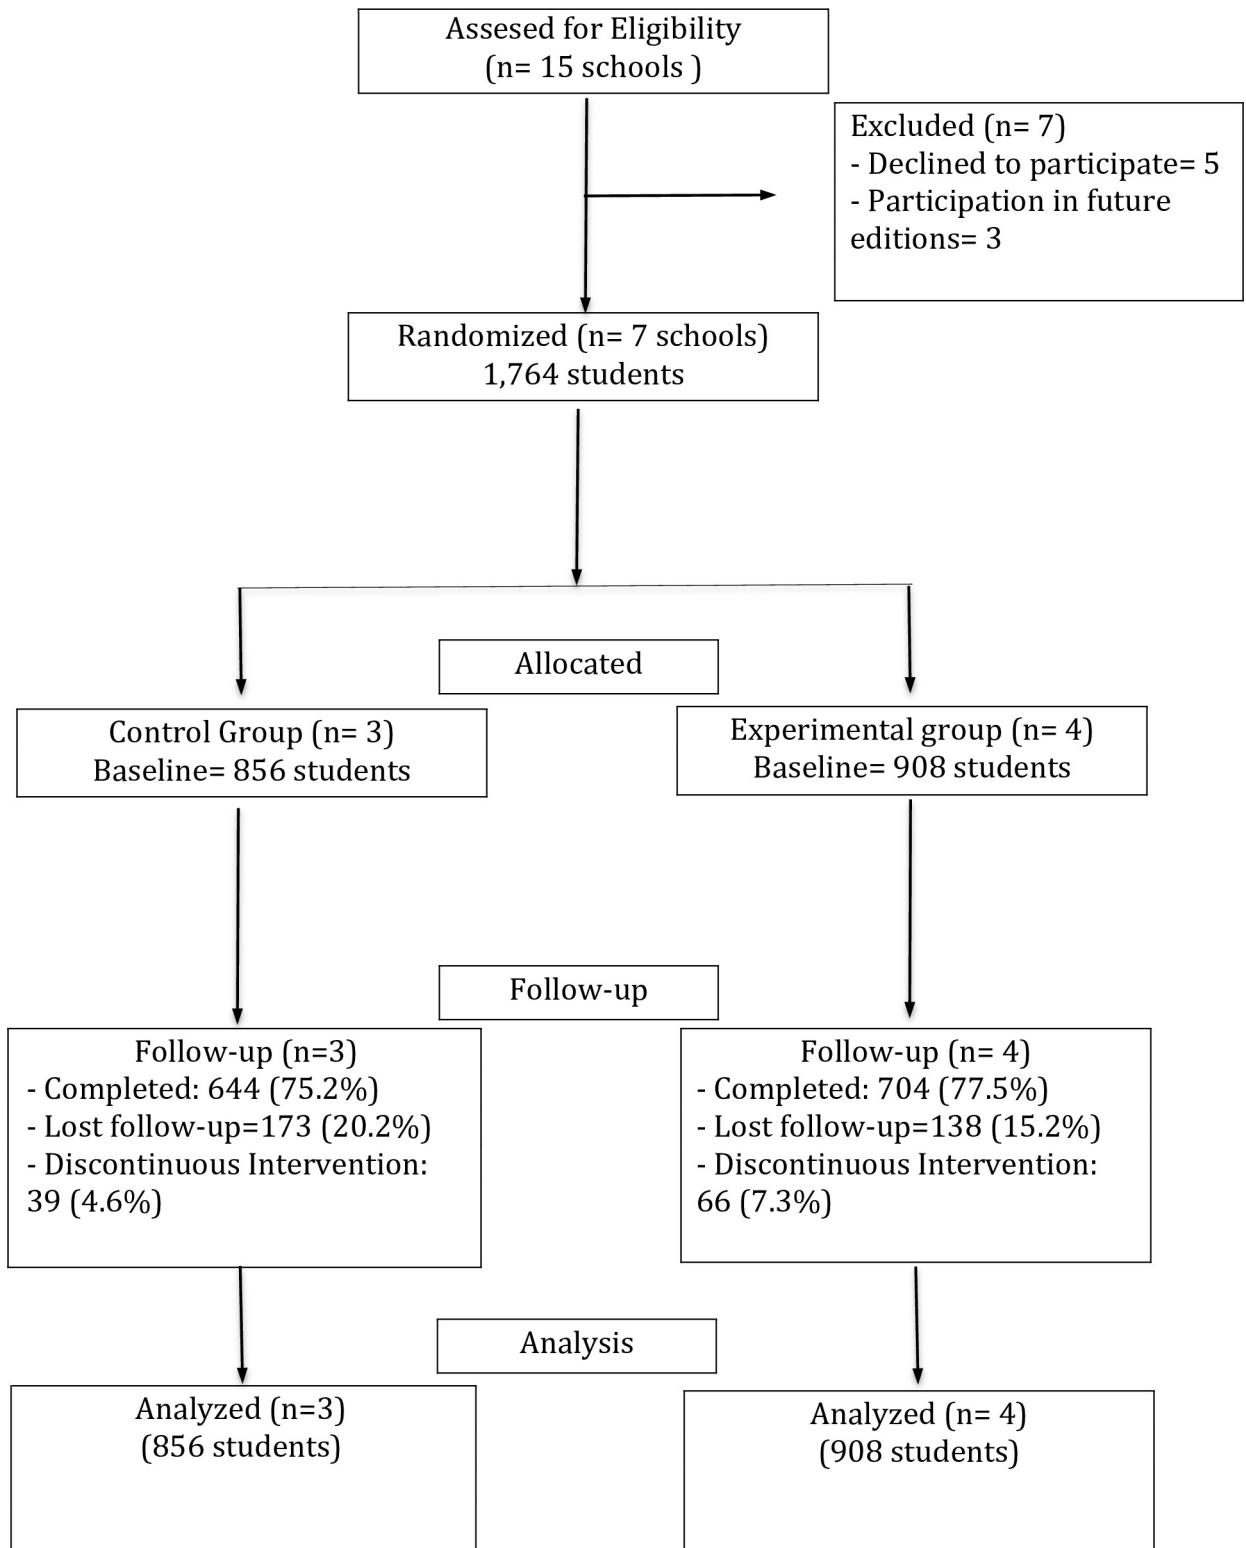 Assesed for Eligibility
(n= 15 schools )
Excluded (n= 7)
- Declined to participate= 5
- Participation in future
editions= 3
Randomized (n= 7 schools)
1,764 students
Allocated
Control Group (n= 3)
Baseline= 856 students
Experimental group (n= 4)
Baseline= 908 students
Follow-up
Follow-up (n=3)
- Completed: 644 (75.2%)
- Lost follow-up=173 (20.2%)
- Discontinuous Intervention:
39 (4.6%)
Follow-up (n= 4)
- Completed: 704 (77.5%)
- Lost follow-up=138 (15.2%)
- Discontinuous Intervention:
66 (7.3%)
Analysis
Analyzed (n=3)
(856 students)
Analyzed (n= 4)
(908 students)